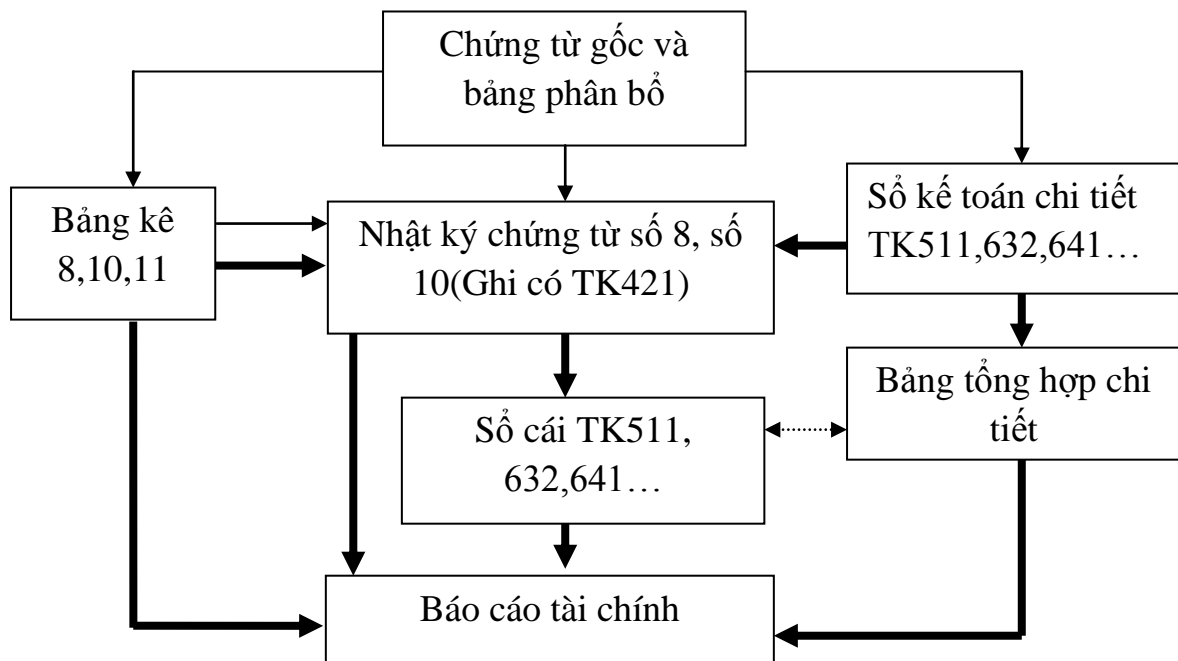 Chứng từ gốc và
bảng phân bổ
Bảng kê
8,10,11
Nhật ký chứng từ số 8, số
10(Ghi có TK421)
Sổ kế toán chi tiết
TK511,632,641…
Bảng tổng hợp chi
tiết
Sổ cái TK511,
632,641…
Báo cáo tài chính